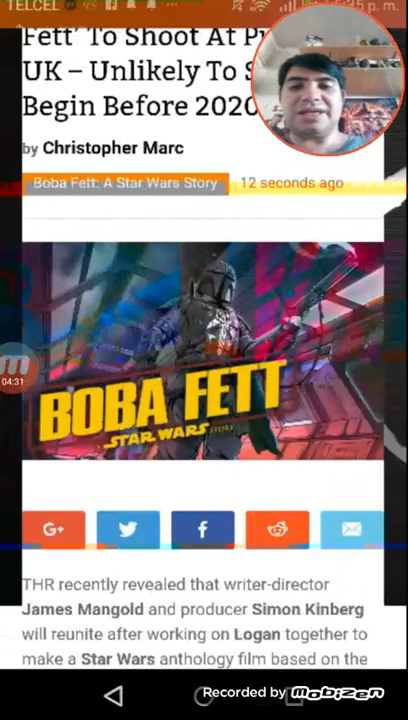 TELCEL
p. m.
Fett' To Shoot At
UK – Unlikely To
Begin Before 2020
by Christopher Marc
Boba Fett: A Star Wars Story
12 seconds ago
04:31
BOBA FETT
A STAR WARS STORY
G+
THR recently revealed that writer-director
James Mangold and producer Simon Kinberg
will reunite after working on Logan together to
make a Star Wars anthology film based on the
Recorded by mobizen